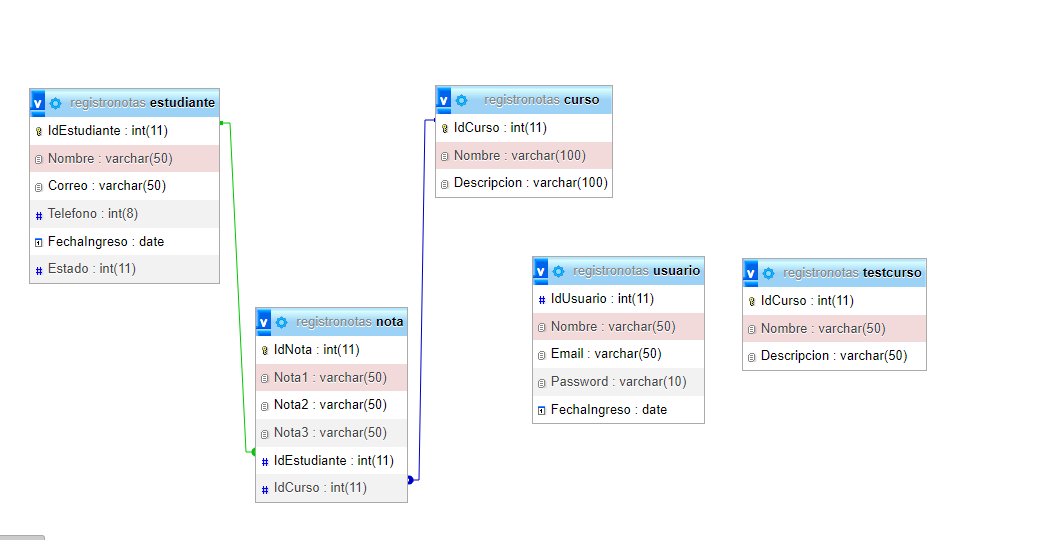 registronotas estudiante
IdEstudiante : int(11)
Nombre : varchar(50)
Correo : varchar(50)
Telefono : int(8)
FechaIngreso : date
Estado : int(11)
registronotas curso
IdCurso : int(11)
Nombre : varchar(100)
Descripcion : varchar(100)
registronotas nota
IdNota : int(11)
Nota1 : varchar(50)
Nota2 : varchar(50)
Nota3 : varchar(50)
IdEstudiante : int(11)
IdCurso : int(11)
registronotas usuario
IdUsuario : int(11)
Nombre : varchar(50)
Email : varchar(50)
Password : varchar(10)
FechaIngreso : date
registronotas testcurso
IdCurso : int(11)
Nombre : varchar(50)
Descripcion : varchar(50)